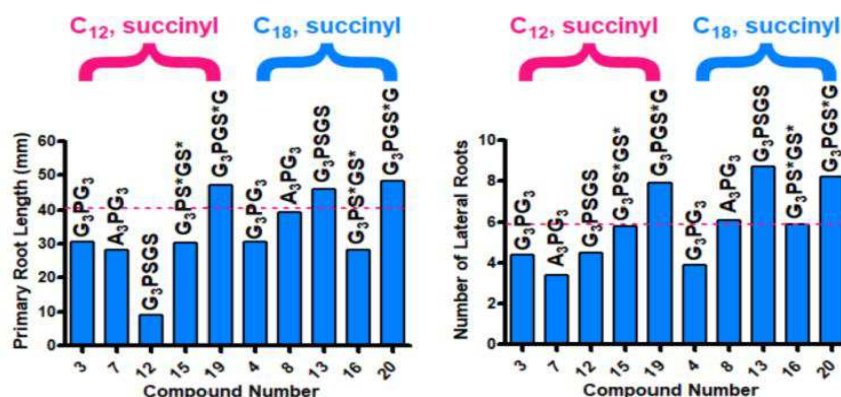 C12, succinyl
C18, succinyl
Primary Root Length (mm)
60
50
40
30
20
10
0
G3PG3
A3PG3
G3PSGS
G3PS*GS*
G3PGS*G
G3PG3
A3PG3
G3PSGS
G3PS*GS*
G3PGS*G
3
7
12
15
19
4
8
13
16
20
Compound Number
C12, succinyl
C18, succinyl
Number of Lateral Roots
10
8
6
4
2
0
G3PG3
A3PG3
G3PSGS
G3PS*GS*
G3PGS*G
G3PG3
A3PG3
G3PSGS
G3PS*GS*
G3PGS*G
3
7
12
15
19
4
8
13
16
20
Compound Number